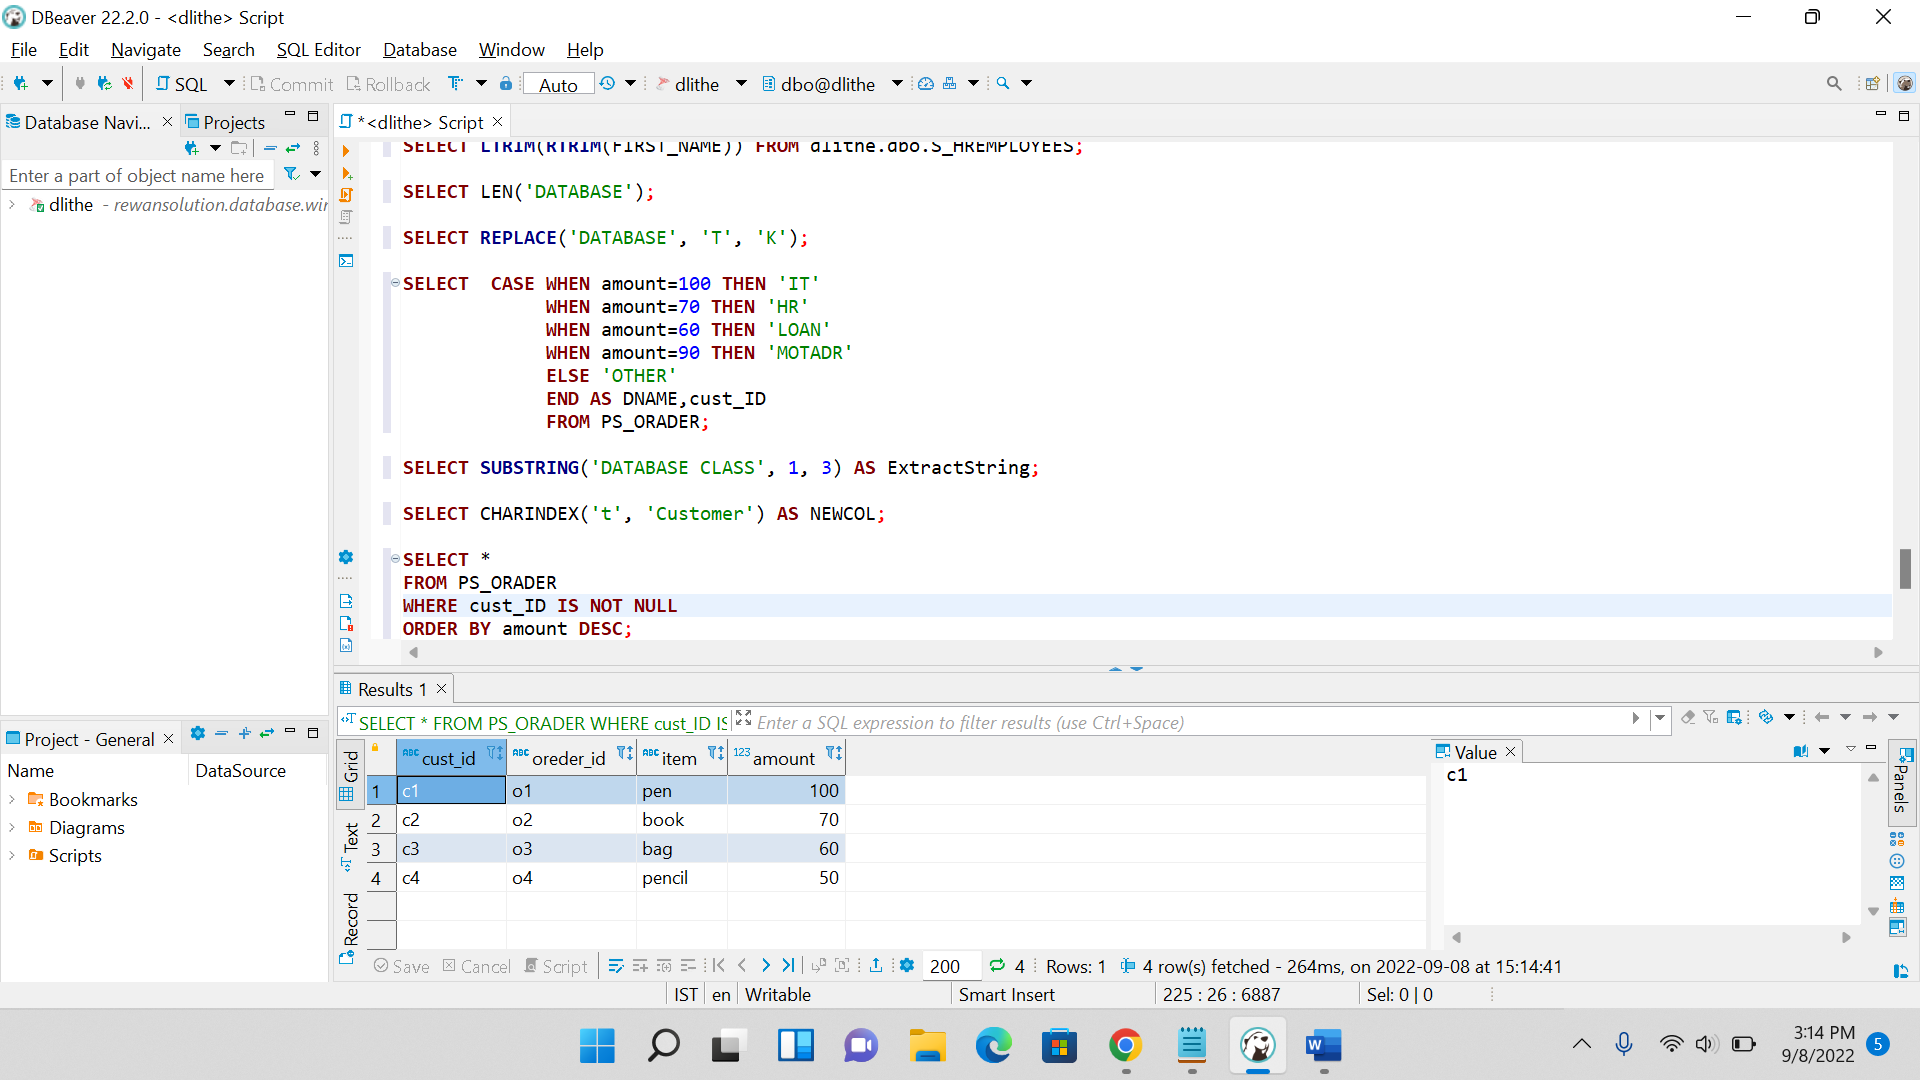 DBeaver 22.2.0 - <dlithe> Script
File Edit Navigate Search SQL Editor Database Window Help
SQL Commit Rollback Auto dlithe dbo@dlithe
Database Navi... Projects
*<dlithe> Script
Enter a part of object name here
dlithe - rewansolution.database.wir
SELECT LTRIM(RTRIM(FIRST_NAME)) FROM dlithe.dbo.S_HREMPLOYEES;
SELECT LEN('DATABASE');
SELECT REPLACE('DATABASE', 'T', 'K');
SELECT  CASE WHEN amount=100 THEN 'IT'
WHEN amount=70 THEN 'HR'
WHEN amount=60 THEN 'LOAN'
WHEN amount=90 THEN 'MOTADR'
ELSE 'OTHER'
END AS DNAME,cust_ID
FROM PS_ORADER;
SELECT SUBSTRING('DATABASE CLASS', 1, 3) AS ExtractString;
SELECT CHARINDEX('t', 'Customer') AS NEWCOL;
SELECT *
FROM PS_ORADER
WHERE cust_ID IS NOT NULL
ORDER BY amount DESC;
Project - General
Name DataSource
Bookmarks
Diagrams
Scripts
Results 1
SELECT * FROM PS_ORADER WHERE cust_ID IS
Enter a SQL expression to filter results (use Ctrl+Space)
Grid
Text
Record
ABC cust_id ABC oreder_id ABC item 123 amount
1 c1 o1 pen 100
2 c2 o2 book 70
3 c3 o3 bag 60
4 c4 o4 pencil 50
Value
c1
Panels
Save Cancel Script 200 4 Rows: 1 4 row(s) fetched - 264ms, on 2022-09-08 at 15:14:41
IST en Writable Smart Insert 225 : 26 : 6887 Sel: 0 | 0
W
3:14 PM
9/8/2022
5